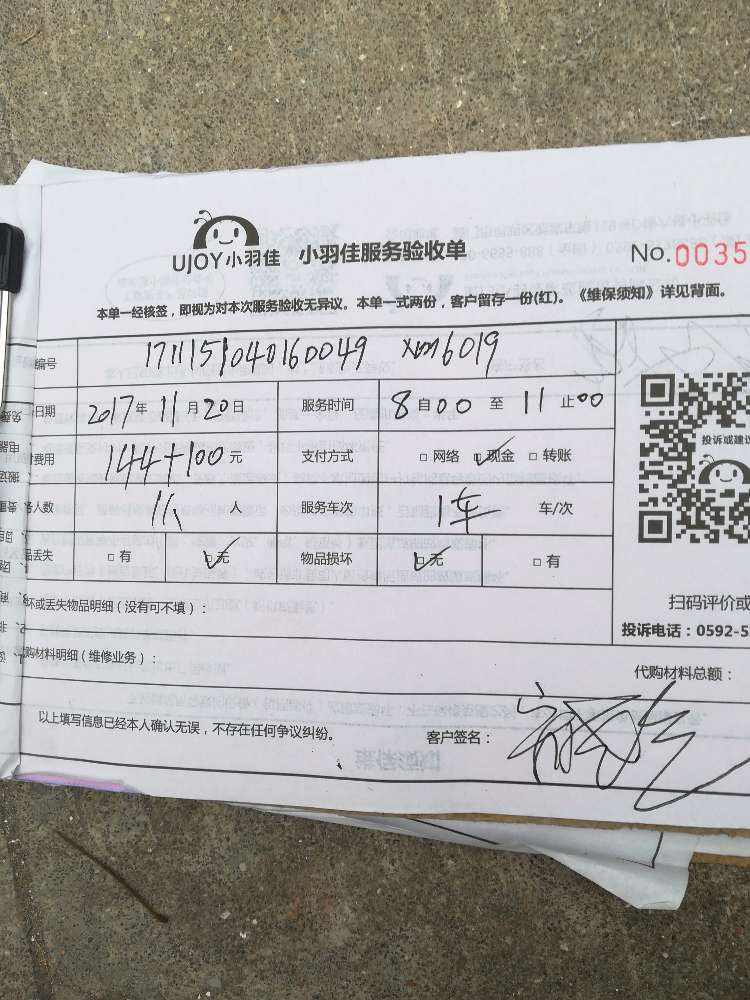 UJOY小羽佳 小羽佳服务验收单 No.0035
本单一经核签，即视为对本次服务验收无异议。本单一式两份，客户留存一份(红)。《维保须知》详见背面。
编号 1711151040160049 xm6019
日期 2017年 11月 20日 服务时间 8自00 至 11止00
费用 144+100元 支付方式 □网络 □现金 □转账
人数 1人 服务车次 1车 车/次
品丢失 □有 □无 物品损坏 □无 □有
坏或丢失物品明细（没有可不填）：
购材料明细（维修业务）：
代购材料总额：
以上填写信息已经本人确认无误，不存在任何争议纠纷。 客户签名：
投诉或建议
扫码评价或
投诉电话：0592-5